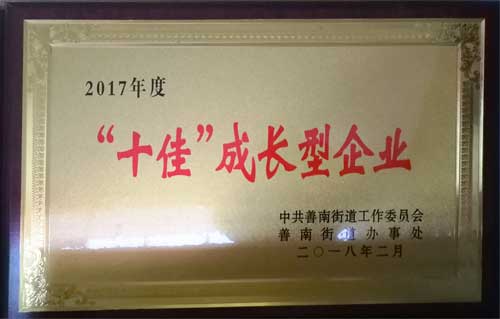 2017年度
“十佳”成长型企业
中共善南街道工作委员会
善南街道办事处
二〇一八年二月